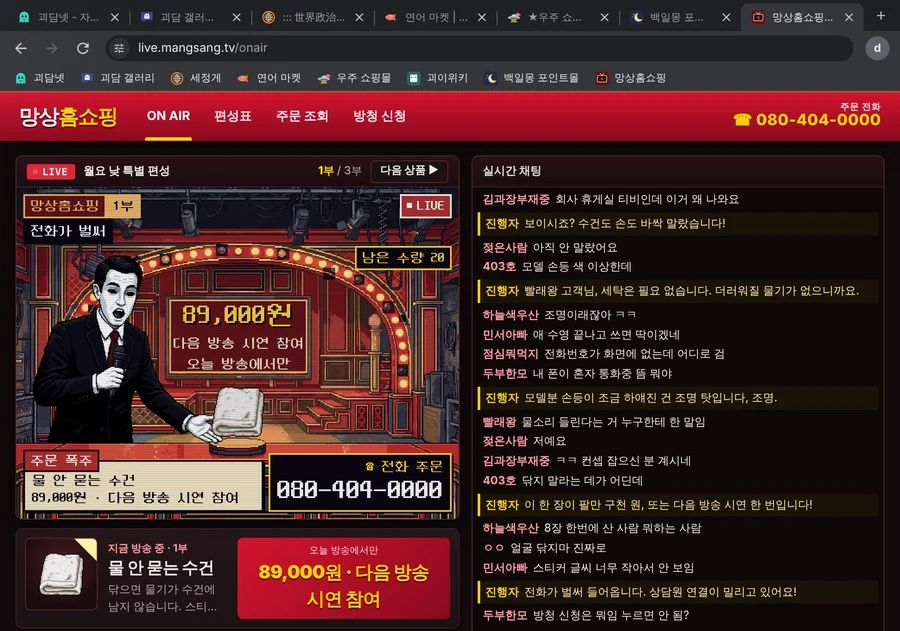 괴담넷 - 자...
괴담 갤러...
::: 世界政治...
연어 마켓 | ...
★우주 쇼...
백일몽 포...
망상홈쇼핑...
live.mangsang.tv/onair
d
괴담넷
괴담 갤러리
세정게
연어 마켓
우주 쇼핑몰
괴이위키
백일몽 포인트몰
망상홈쇼핑
망상홈쇼핑
ON AIR
편성표
주문 조회
방청 신청
주문 전화
☎ 080-404-0000
LIVE
월요 낮 특별 편성
1부 / 3부
다음 상품 ▶
망상홈쇼핑 1부
LIVE
전화가 벌써
남은 수량 20
89,000원
다음 방송 시연 참여
오늘 방송에서만
주문 폭주
물 안 묻는 수건
89,000원 · 다음 방송 시연 참여
☎ 전화 주문
080-404-0000
지금 방송 중 · 1부
물 안 묻는 수건
닦으면 물기가 수건에
남지 않습니다. 스티...
오늘 방송에서만
89,000원 · 다음 방송
시연 참여
실시간 채팅
김과장부재중 회사 휴게실 티비인데 이거 왜 나와요
진행자 보이시죠? 수건도 손도 바싹 말랐습니다!
젖은사람 아직 안 말랐어요
403호 모델 손등 색 이상한데
진행자 빨래왕 고객님, 세탁은 필요 없습니다. 더러워질 물기가 없으니까요.
하늘색우산 조명이래잖아 ㅋㅋ
민서아빠 애 수영 끝나고 쓰면 딱이겠네
점심뭐먹지 전화번호가 화면에 없는데 어디로 검
두부한모 내 폰이 혼자 통화중 뜸 뭐야
진행자 모델분 손등이 조금 하얘진 건 조명 탓입니다, 조명.
빨래왕 물소리 들린다는 거 누구한테 한 말임
젖은사람 저예요
김과장부재중 ㅋㅋ 컨셉 잡으신 분 계시네
403호 닦지 말라는 데가 어딘데
진행자 이 한 장이 팔만 구천 원, 또는 다음 방송 시연 한 번입니다!
하늘색우산 8장 한번에 산 사람 뭐하는 사람
ㅇㅇ 얼굴 닦지마 진짜로
민서아빠 스티커 글씨 너무 작아서 안 보임
진행자 전화가 벌써 들어옵니다. 상담원 연결이 밀리고 있어요!
두부한모 방청 신청은 뭐임 누르면 안 됨?